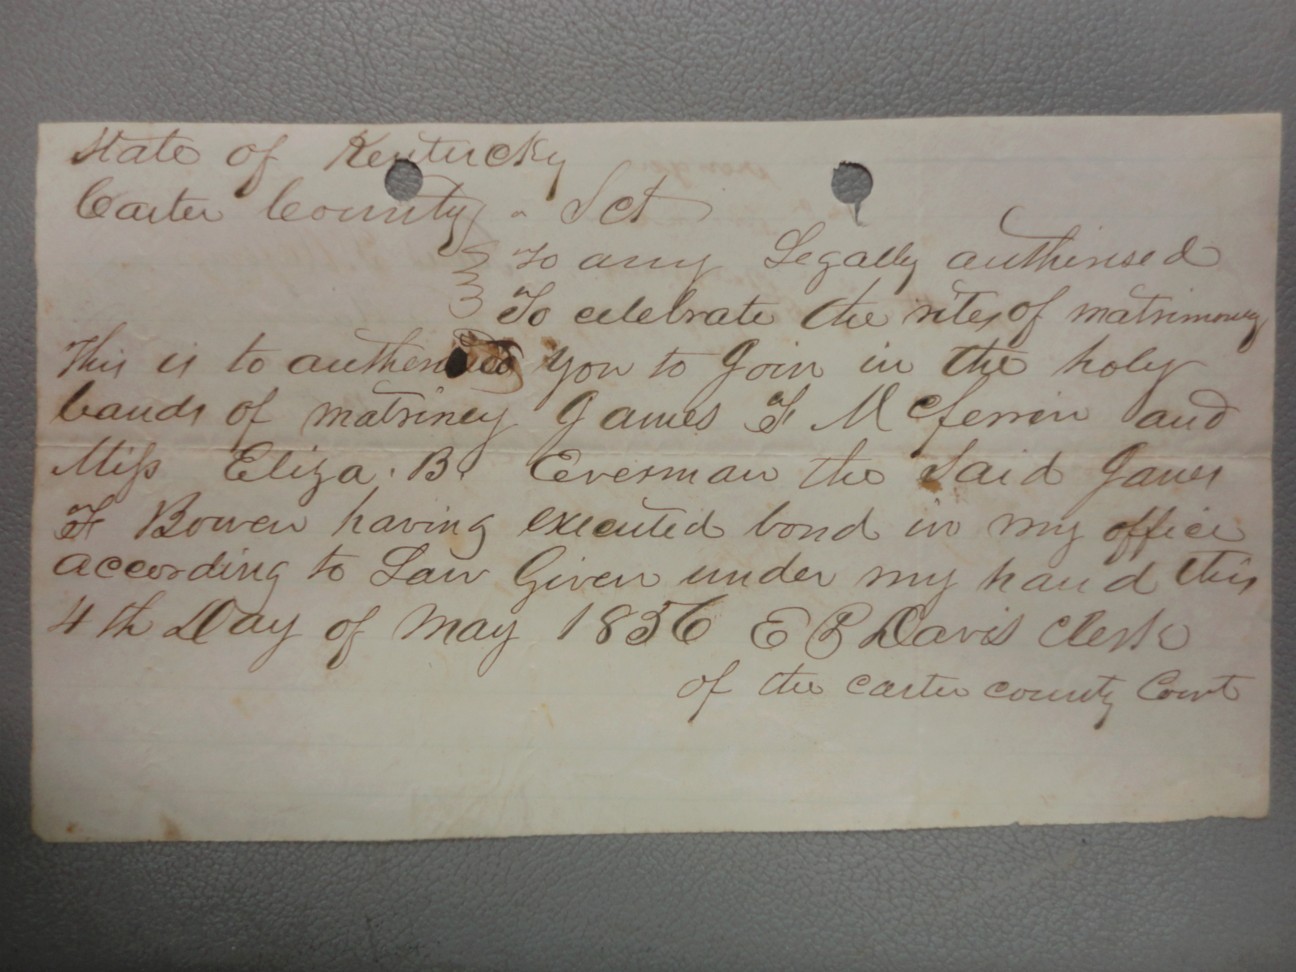 State of Kentucky
Carter County Sct
To any Legally authirised
To celebrate the rites of matrimony
This is to you to Join in the holy
bands of matriney James F McFerrin and
Miss Eliza. B. Everman the Said James
F Bowen having executed bond in my office
according to Law Given under my hand this
4th Day of May 1856 E P Davis Clerk
of the carter county Court